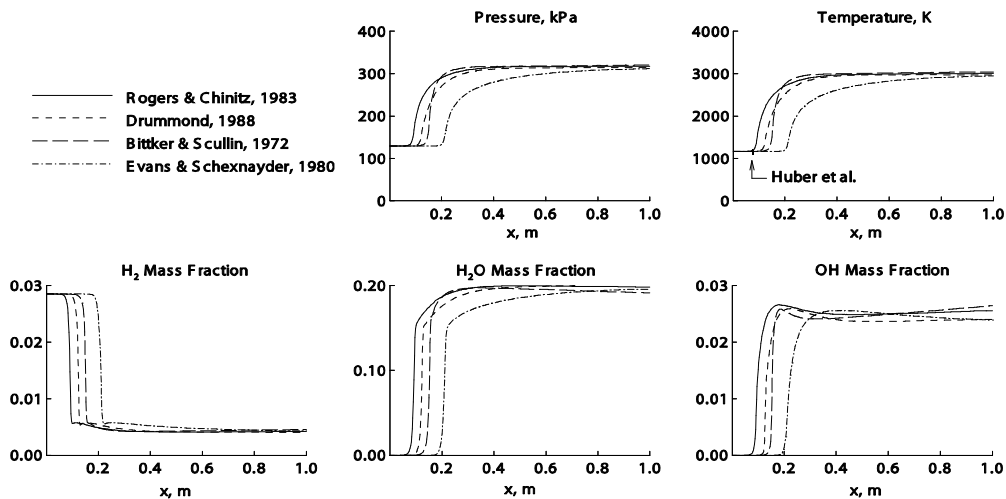 Rogers & Chinitz, 1983
Drummond, 1988
Bittker & Scullin, 1972
Evans & Schexnayder, 1980
Pressure, kPa
400
300
200
100
0
0.2 0.4 0.6 0.8 1.0
x, m
Temperature, K
4000
3000
2000
1000
0
Huber et al.
0.2 0.4 0.6 0.8 1.0
x, m
H₂ Mass Fraction
0.03
0.02
0.01
0.00
0.2 0.4 0.6 0.8 1.0
x, m
H₂O Mass Fraction
0.20
0.10
0.00
0.2 0.4 0.6 0.8 1.0
x, m
OH Mass Fraction
0.03
0.02
0.01
0.00
0.2 0.4 0.6 0.8 1.0
x, m